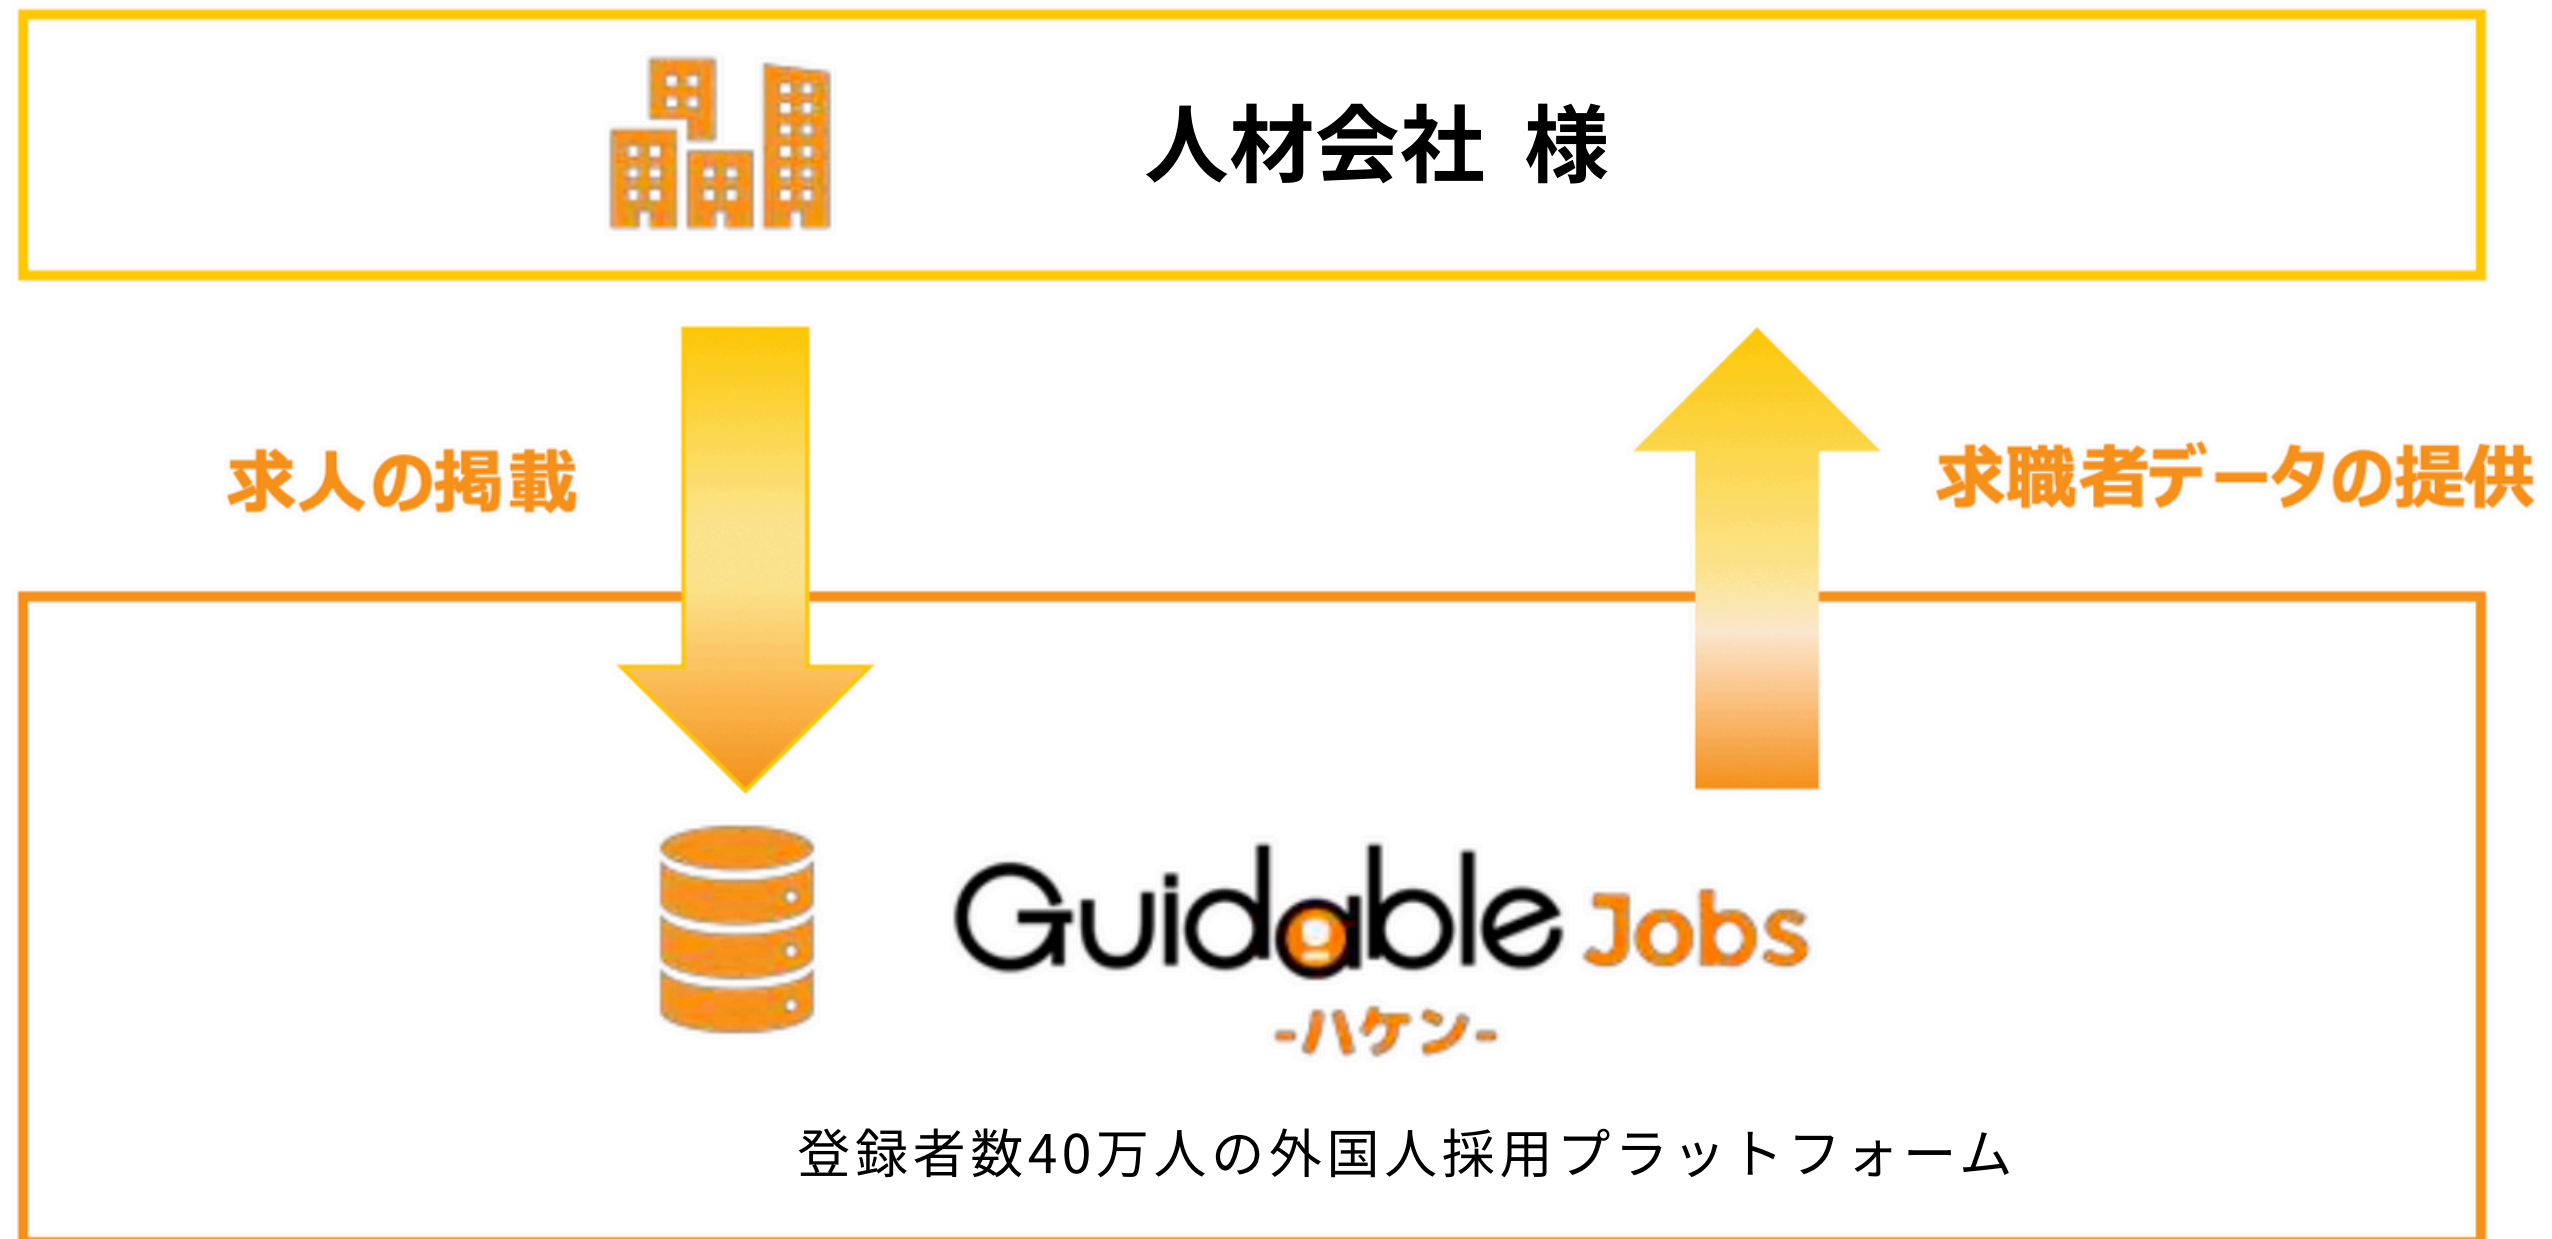 人材会社 様
求人の掲載
求職者データの提供
Guidable Jobs
-ハケン-
登録者数40万人の外国人採用プラットフォーム